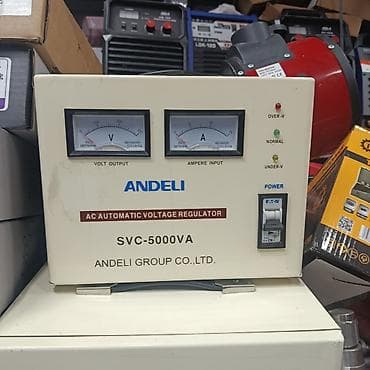 V
A
VOLT OUTPUT
AMPERE INPUT
OVER-V
NORMAL
UNDER-V
POWER
ANDELI
AC AUTOMATIC VOLTAGE REGULATOR
SVC-5000VA
ANDELI GROUP CO.,LTD.